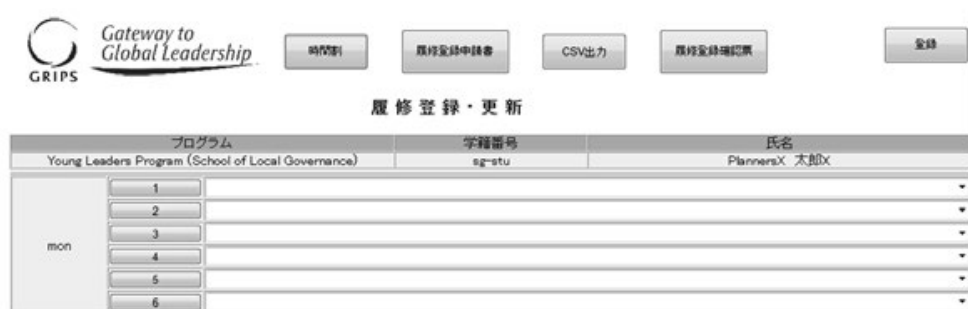 Gateway to
Global Leadership
GRIPS
時間割 履修登録申請書 CSV出力 履修登録確認票 登録
履修登録・更新
プログラム 学籍番号 氏名
Young Leaders Program (School of Local Governance) sg-stu PlannersX 太郎X
mon
1
2
3
4
5
6